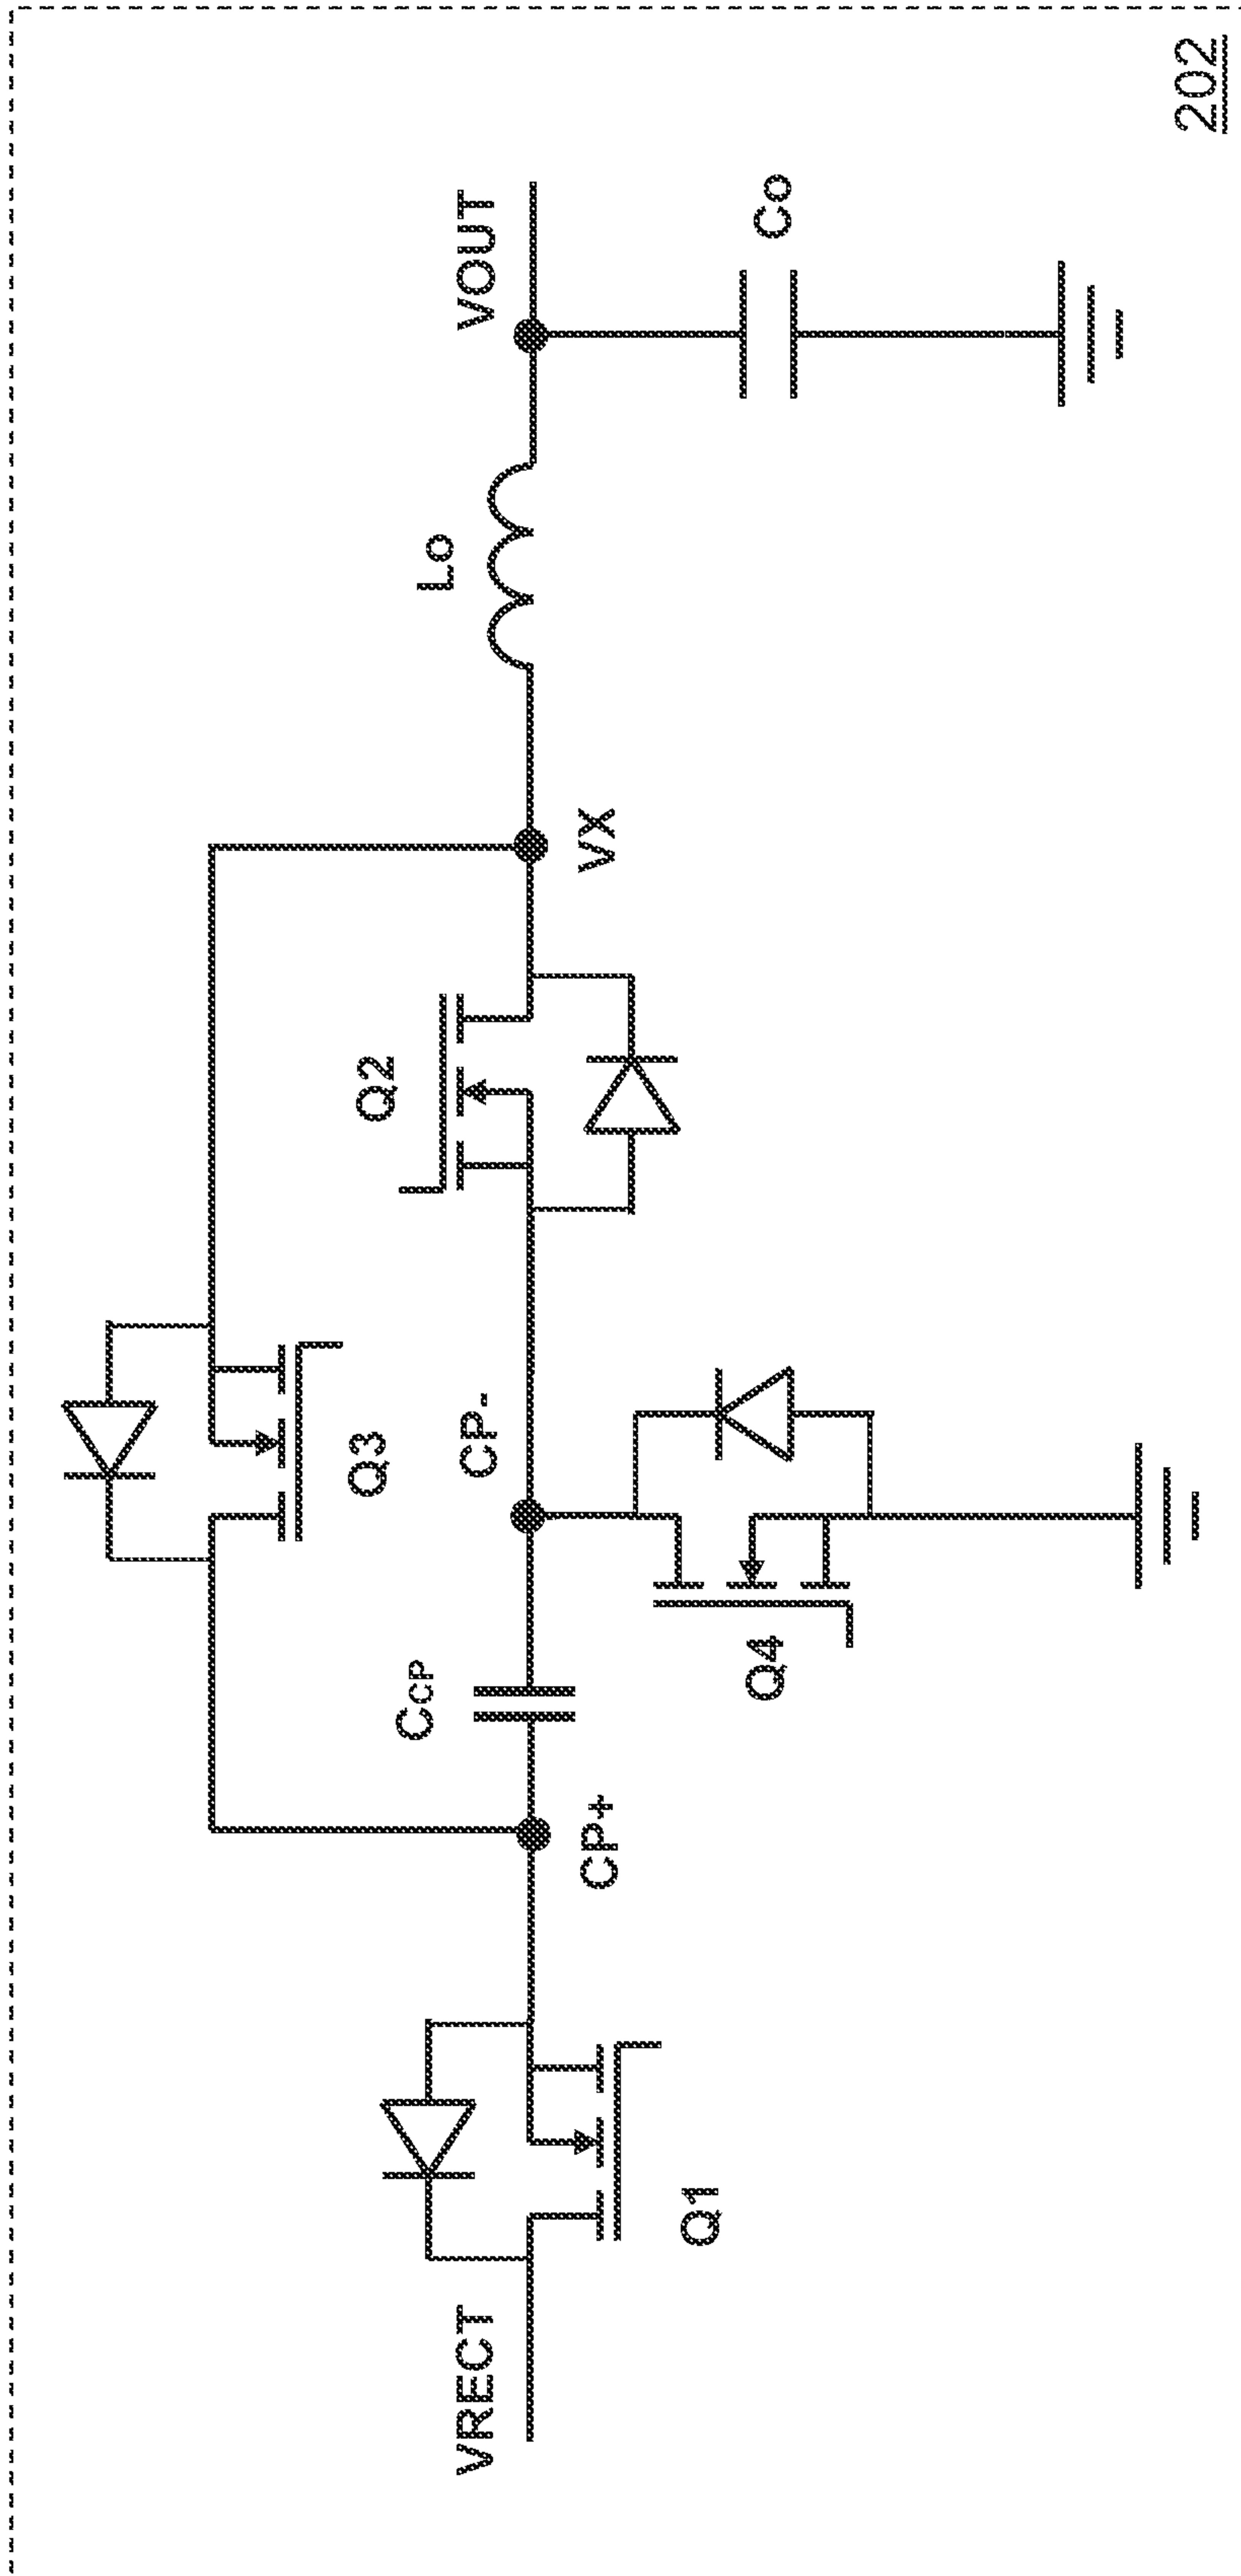 Q3
Q2
Lo
VOUT
VRECT
CCP
CP-
CP+
VX
Co
Q1
Q4
202